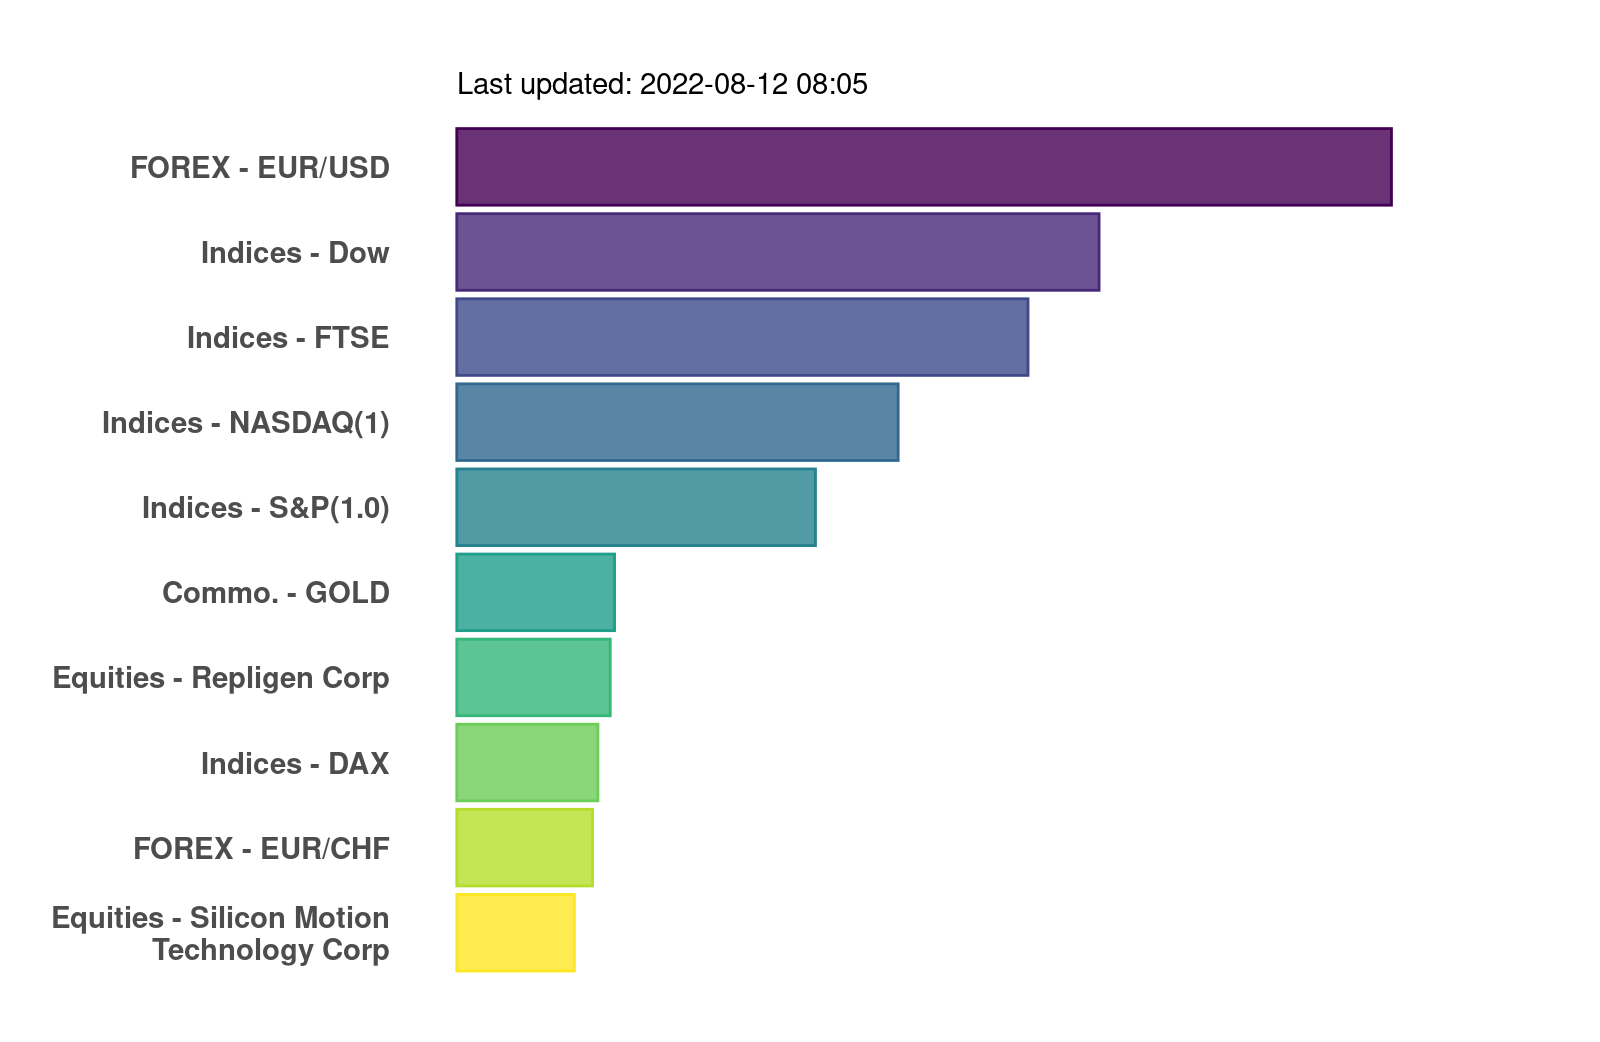 Last updated: 2022-08-12 08:05
FOREX - EUR/USD
Indices - Dow
Indices - FTSE
Indices - NASDAQ(1)
Indices - S&P(1.0)
Commo. - GOLD
Equities - Repligen Corp
Indices - DAX
FOREX - EUR/CHF
Equities - Silicon Motion
Technology Corp